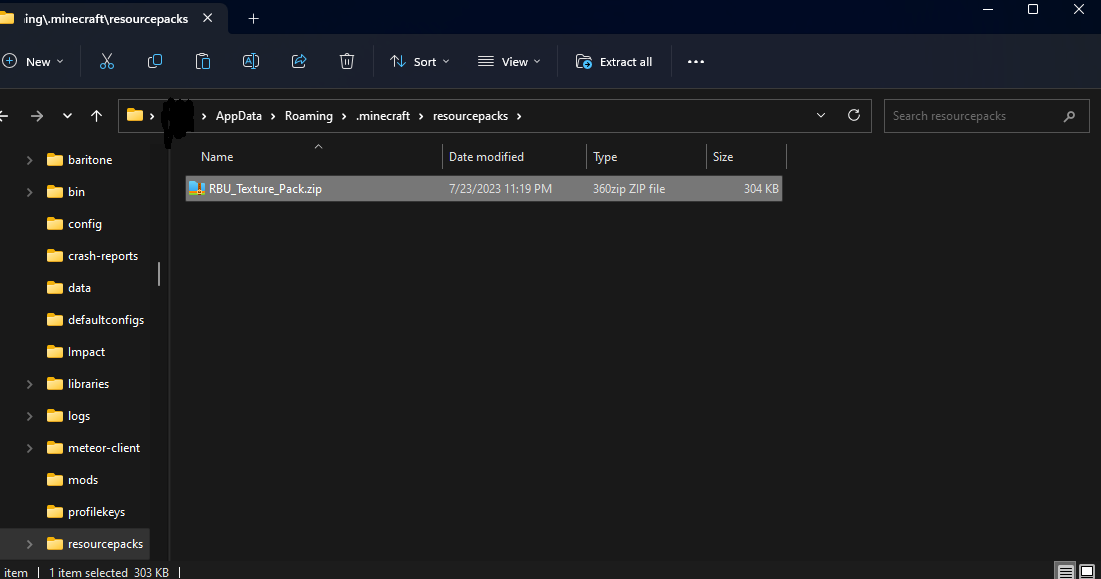 ing\.minecraft\resourcepacks
New Sort View Extract all
AppData Roaming .minecraft resourcepacks
Search resourcepacks
baritone
bin
config
crash-reports
data
defaultconfigs
Impact
libraries
logs
meteor-client
mods
profilekeys
resourcepacks
Name Date modified Type Size
RBU_Texture_Pack.zip 7/23/2023 11:19 PM 360zip ZIP file 304 KB
item 1 item selected 303 KB